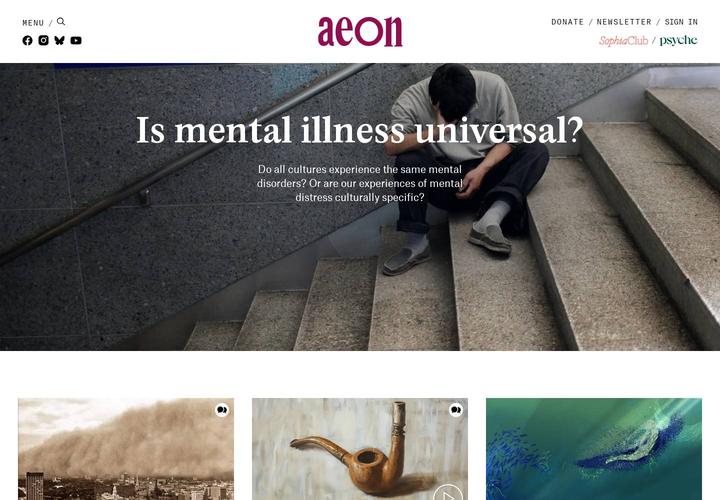 MENU /
aeon
DONATE / NEWSLETTER / SIGN IN
SophiaClub / psyche
Is mental illness universal?
Do all cultures experience the same mental
disorders? Or are our experiences of mental
distress culturally specific?